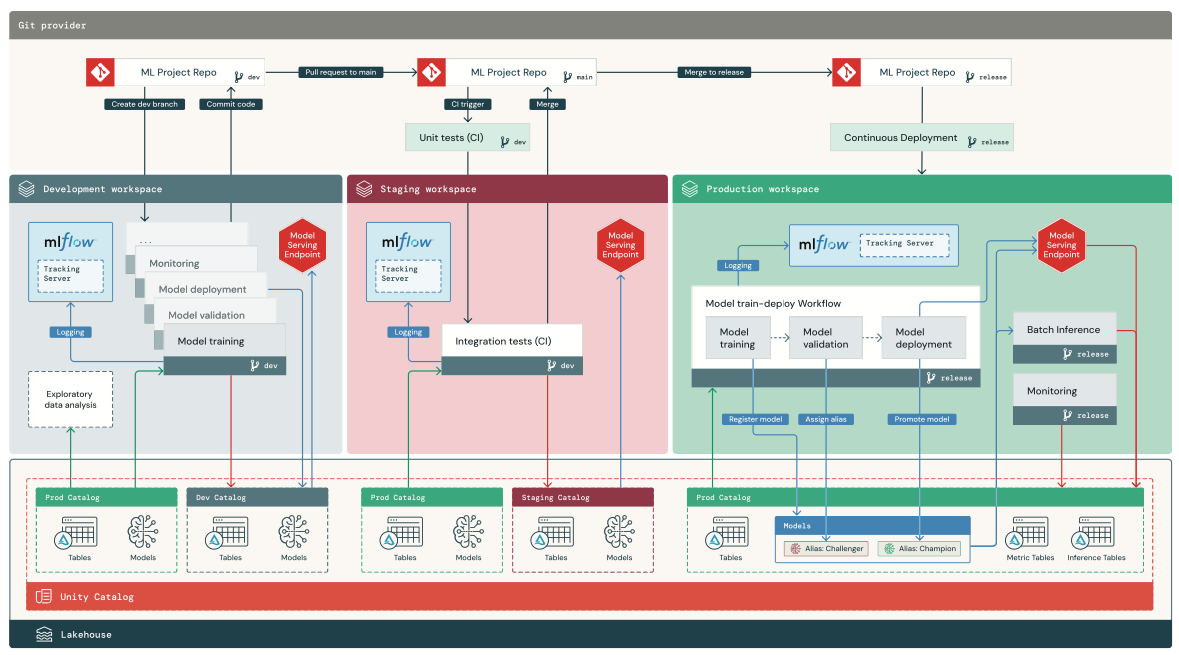 Git provider
ML Project Repo
dev
Pull request to main
ML Project Repo
main
Merge to release
ML Project Repo
release
Create dev branch
Commit code
CI trigger
Merge
Unit tests (CI)
dev
Continuous Deployment
release
Development workspace
mlflow
Tracking
Server
...
Monitoring
Model deployment
Model validation
Model training
dev
Model
Serving
Endpoint
Logging
Exploratory
data analysis
Staging workspace
mlflow
Tracking
Server
Model
Serving
Endpoint
Logging
Integration tests (CI)
dev
Production workspace
mlflow
Tracking Server
Logging
Model
Serving
Endpoint
Model train-deploy Workflow
Model
training
Model
validation
Model
deployment
release
Batch Inference
release
Monitoring
release
Register model
Assign alias
Promote model
Prod Catalog
Tables
Models
Dev Catalog
Tables
Models
Prod Catalog
Tables
Models
Staging Catalog
Tables
Models
Prod Catalog
Tables
Models
Alias: Challenger
Alias: Champion
Metric Tables
Inference Tables
Unity Catalog
Lakehouse